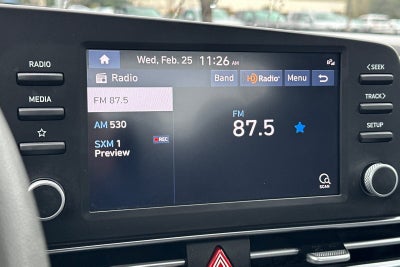 RADIO
MEDIA
Wed, Feb. 25 11:26 AM
Radio
Band HD Radio Menu
FM 87.5
AM 530
SXM 1
Preview
REC
FM
87.5
SCAN
< SEEK
TRACK >
SETUP